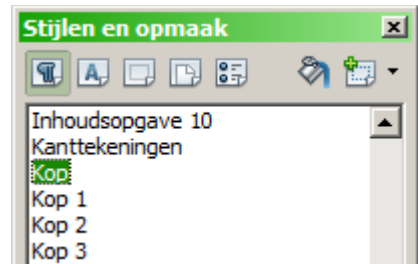 Stijlen en opmaak
Inhoudsopgave 10
Kanttekeningen
Kop
Kop 1
Kop 2
Kop 3